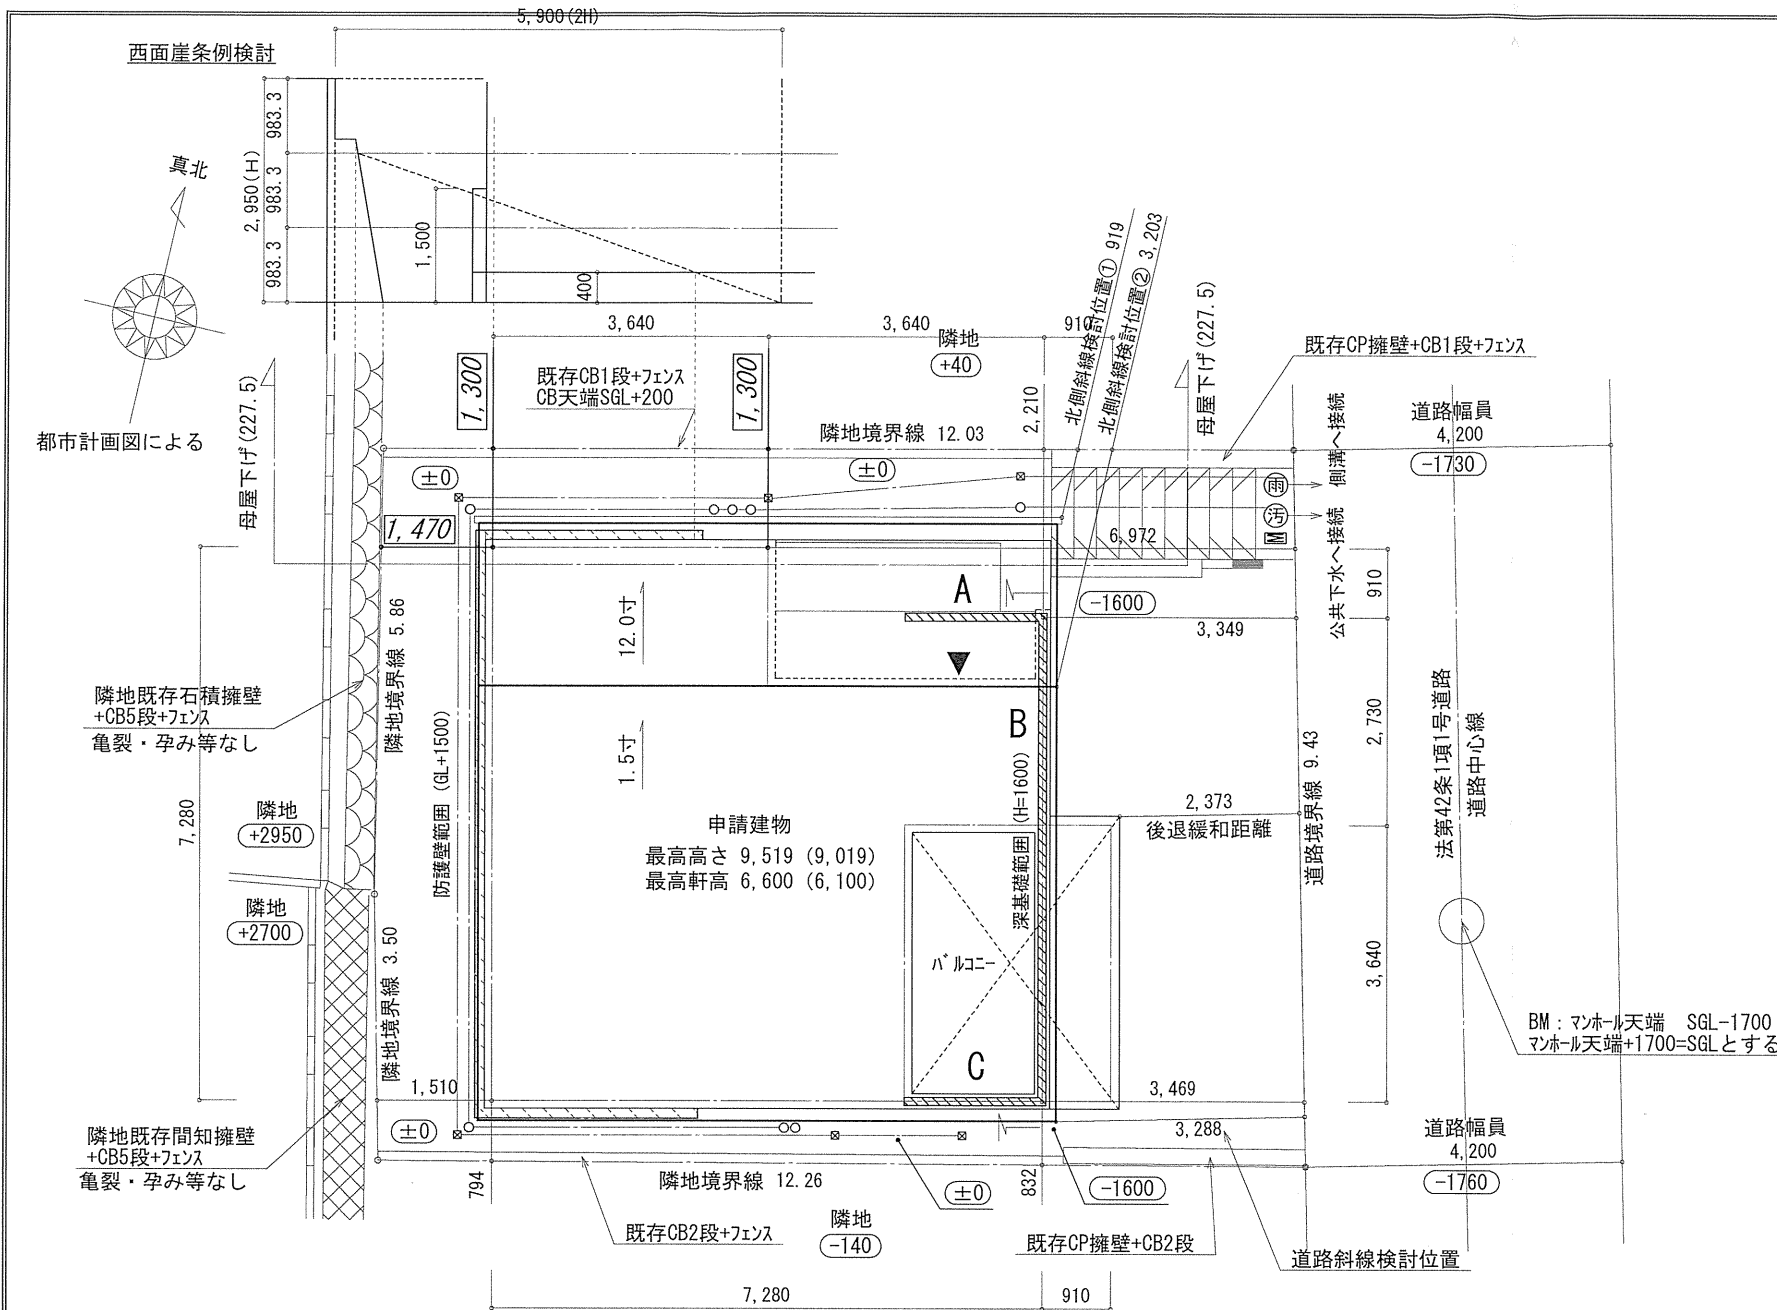 5,900(2H)
西面崖条例検討
983.3
983.3
983.3
2,950(H)
1,500
400
真北
都市計画図による
3,640
3,640
910
隣地
+40
1,300
1,300
既存CB1段+フェンス
CB天端SGL+200
2,210
北側斜線検討位置① 919
北側斜線検討位置② 3,203
母屋下げ(227.5)
母屋下げ(227.5)
既存CP擁壁+CB1段+フェンス
隣地境界線 12.03
道路幅員
4,200
-1730
±0
±0
雨
汚
M
側溝へ接続
公共下水へ接続
1,470
6,972
A
-1600
3,349
910
2,730
3,640
12.0寸
1.5寸
隣地境界線 5.86
隣地既存石積擁壁
+CB5段+フェンス
亀裂・孕み等なし
防護壁範囲 (GL+1500)
B
深基礎範囲 (H=1600)
2,373
後退緩和距離
道路境界線 9.43
法第42条1項1号道路
道路中心線
7,280
隣地
+2950
隣地
+2700
申請建物
最高高さ 9,519 (9,019)
最高軒高 6,600 (6,100)
バルコニー
C
隣地境界線 3.50
BM:マンホール天端 SGL-1700
マンホール天端+1700=SGLとする
1,510
3,469
隣地既存間知擁壁
+CB5段+フェンス
亀裂・孕み等なし
±0
3,288
道路幅員
4,200
-1760
794
隣地境界線 12.26
832
±0
-1600
既存CB2段+フェンス
隣地
-140
既存CP擁壁+CB2段
道路斜線検討位置
7,280
910